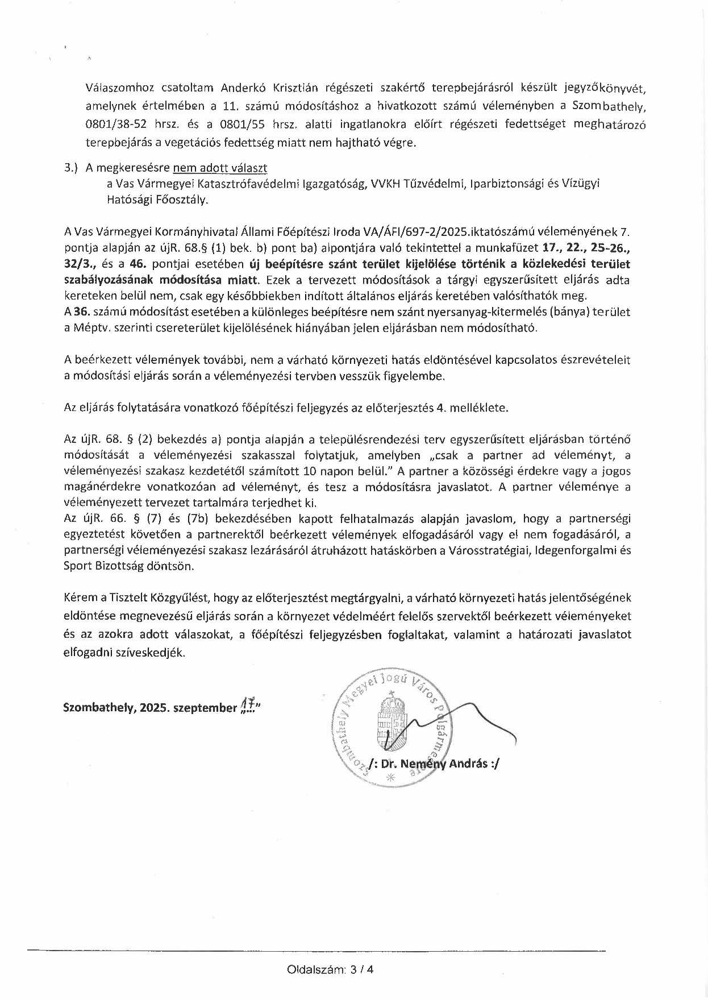 Válaszomhoz csatoltam Anderkó Krisztián régészeti szakértő terepbejárásról készült jegyzőkönyvét,
amelynek értelmében a 11. számú módosításhoz a hivatkozott számú véleményben a Szombathely,
0801/38-52 hrsz. és a 0801/55 hrsz. alatti ingatlanokra előírt régészeti fedettséget meghatározó
terepbejárás a vegetációs fedettség miatt nem hajtható végre.
3.) A megkeresésre nem adott választ
a Vas Vármegyei Katasztrófavédelmi Igazgatóság, VVKH Tűzvédelmi, Iparbiztonsági és Vízügyi
Hatósági Főosztály.
A Vas Vármegyei Kormányhivatal Állami Főépítészi Iroda VA/ÁFI/697-2/2025.iktatószámú véleményének 7.
pontja alapján az újR. 68.§ (1) bek. b) pont ba) alpontjára való tekintettel a munkafüzet 17., 22., 25-26.,
32/3., és a 46. pontjai esetében új beépítésre szánt terület kijelölése történik a közlekedési terület
szabályozásának módosítása miatt. Ezek a tervezett módosítások a tárgyi egyszerűsített eljárás adta
kereteken belül nem, csak egy későbbiekben indított általános eljárás keretében valósíthatók meg.
A 36. számú módosítást esetében a különleges beépítésre nem szánt nyersanyag-kitermelés (bánya) terület
a Méptv. szerinti csereterület kijelölésének hiányában jelen eljárásban nem módosítható.
A beérkezett vélemények további, nem a várható környezeti hatás eldöntésével kapcsolatos észrevételeit
a módosítási eljárás során a véleményezési tervben vesszük figyelembe.
Az eljárás folytatására vonatkozó főépítészi feljegyzés az előterjesztés 4. melléklete.
Az újR. 68. § (2) bekezdés a) pontja alapján a településrendezési terv egyszerűsített eljárásban történő
módosítását a véleményezési szakasszal folytatjuk, amelyben „csak a partner ad véleményt, a
véleményezési szakasz kezdetétől számított 10 napon belül.” A partner a közösségi érdekre vagy a jogos
magánérdekre vonatkozóan ad véleményt, és tesz a módosításra javaslatot. A partner véleménye a
véleményezett tervezet tartalmára terjedhet ki.
Az újR. 66. § (7) és (7b) bekezdésében kapott felhatalmazás alapján javaslom, hogy a partnerségi
egyeztetést követően a partnerektől beérkezett vélemények elfogadásáról vagy el nem fogadásáról, a
partnerségi véleményezési szakasz lezárásáról átruházott hatáskörben a Városstratégiai, Idegenforgalmi és
Sport Bizottság döntsön.
Kérem a Tisztelt Közgyűlést, hogy az előterjesztést megtárgyalni, a várható környezeti hatás jelentőségének
eldöntése megnevezésű eljárás során a környezet védelméért felelős szervektől beérkezett véleményeket
és az azokra adott válaszokat, a főépítészi feljegyzésben foglaltakat, valamint a határozati javaslatot
elfogadni szíveskedjék.
Szombathely, 2025. szeptember „17.”
Szombathely Megyei Jogú Város Polgármestere
/: Dr. Nemény András :/
Oldalszám: 3 / 4